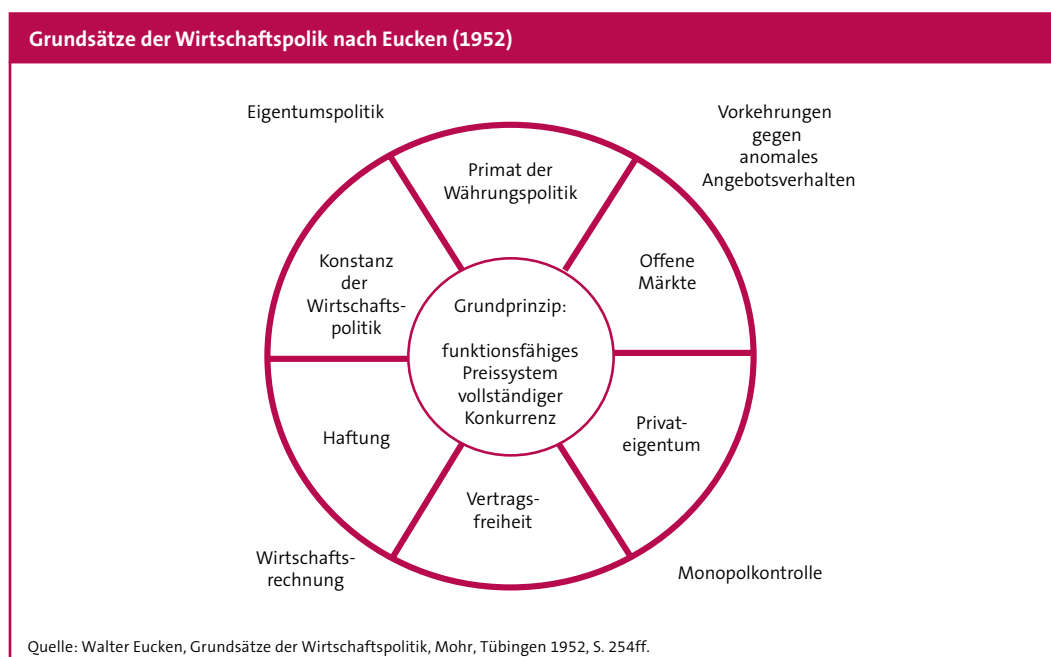 Grundsätze der Wirtschaftspolik nach Eucken (1952)
Eigentumspolitik
Vorkehrungen
gegen
anomales
Angebotsverhalten
Primat der
Währungspolitik
Konstanz
der
Wirtschafts-
politik
Offene
Märkte
Grundprinzip:
funktionsfähiges
Preissystem
vollständiger
Konkurrenz
Haftung
Privat-
eigentum
Vertrags-
freiheit
Wirtschafts-
rechnung
Monopolkontrolle
Quelle: Walter Eucken, Grundsätze der Wirtschaftspolitik, Mohr, Tübingen 1952, S. 254ff.